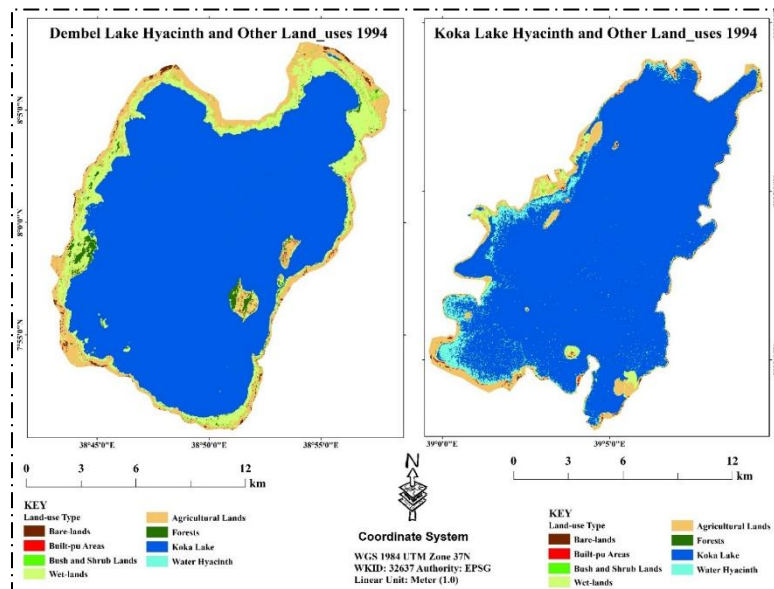 Dembel Lake Hyacinth and Other Land_uses 1994
Koka Lake Hyacinth and Other Land_uses 1994
8°5'0"N
8°0'0"N
7°55'0"N
38°45'0"E
38°50'0"E
38°55'0"E
39°0'0"E
39°5'0"E
0 3 6 9 12
km
0 3 6 12
km
N
KEY
Land-use Type
Bare-lands
Built-pu Areas
Bush and Shrub Lands
Wet-lands
Agricultural Lands
Forests
Koka Lake
Water Hyacinth
Coordinate System
WGS 1984 UTM Zone 37N
WKID: 32637 Authority: EPSG
Linear Unit: Meter (1.0)
KEY
Land-use Type
Bare-lands
Built-pu Areas
Bush and Shrub Lands
Wet-lands
Agricultural Lands
Forests
Koka Lake
Water Hyacinth